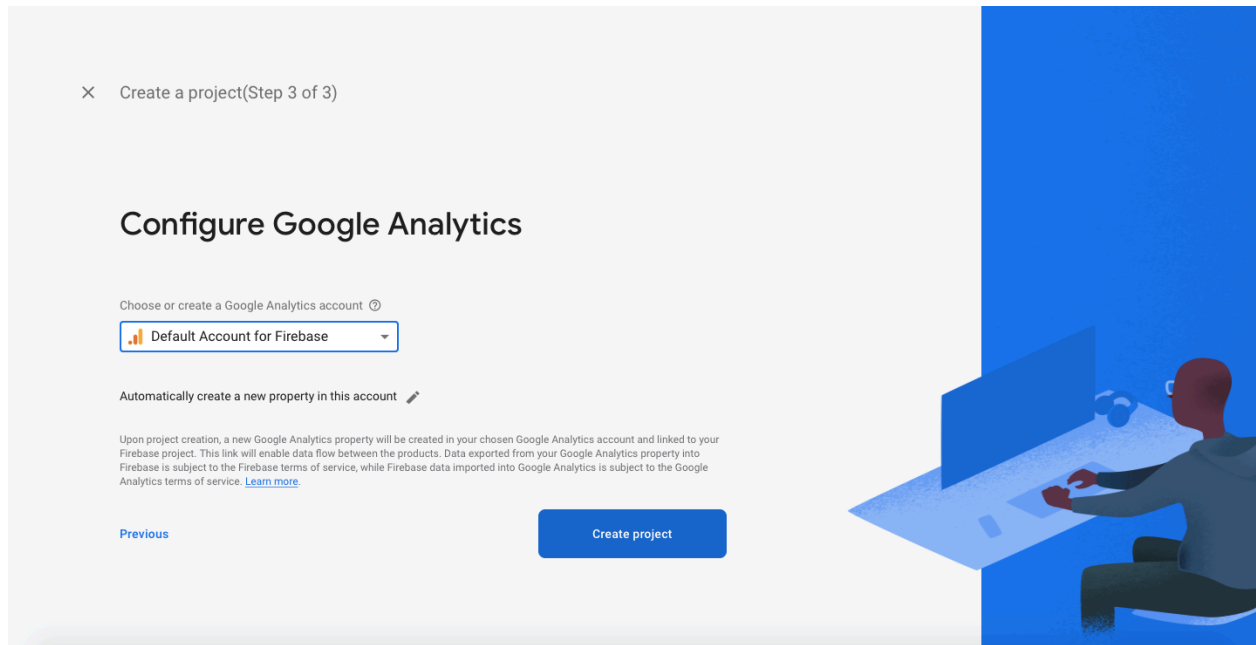 Create a project(Step 3 of 3)
Configure Google Analytics
Choose or create a Google Analytics account
Default Account for Firebase
Automatically create a new property in this account
Upon project creation, a new Google Analytics property will be created in your chosen Google Analytics account and linked to your
Firebase project. This link will enable data flow between the products. Data exported from your Google Analytics property into
Firebase is subject to the Firebase terms of service, while Firebase data imported into Google Analytics is subject to the Google
Analytics terms of service. Learn more.
Previous
Create project